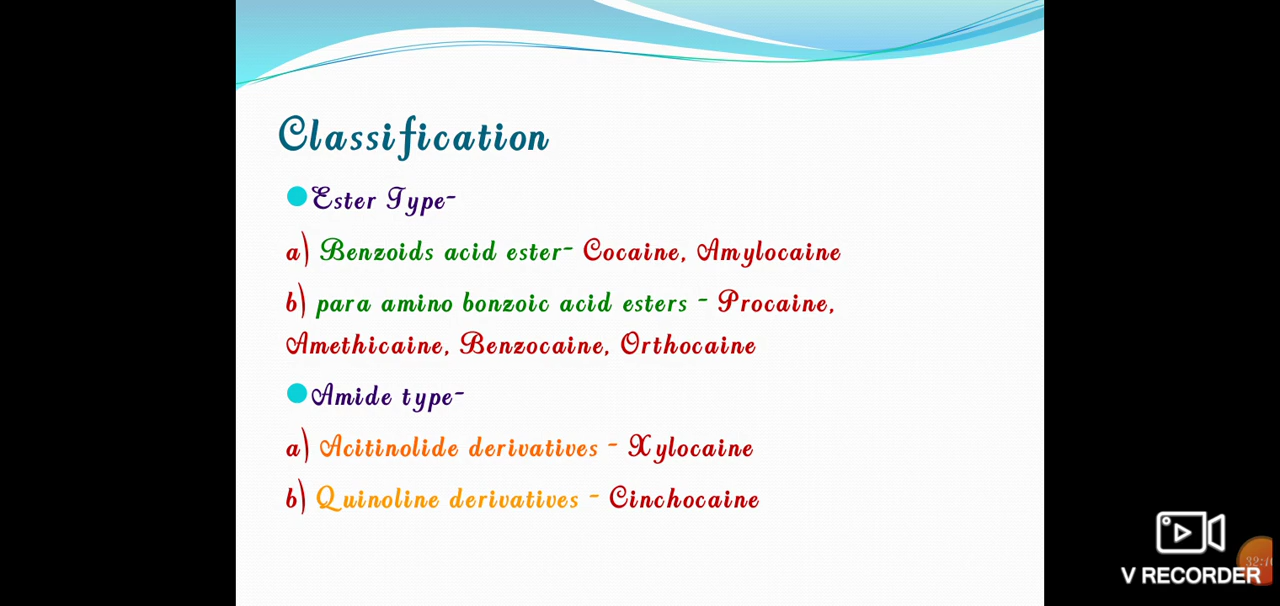 Classification
Ester Type-
a) Benzoids acid ester- Cocaine, Amylocaine
b) para amino bonzoic acid esters - Procaine,
Amethicaine, Benzocaine, Orthocaine
Amide type-
a) Acitinolide derivatives - Xylocaine
b) Quinoline derivatives - Cinchocaine
V RECORDER